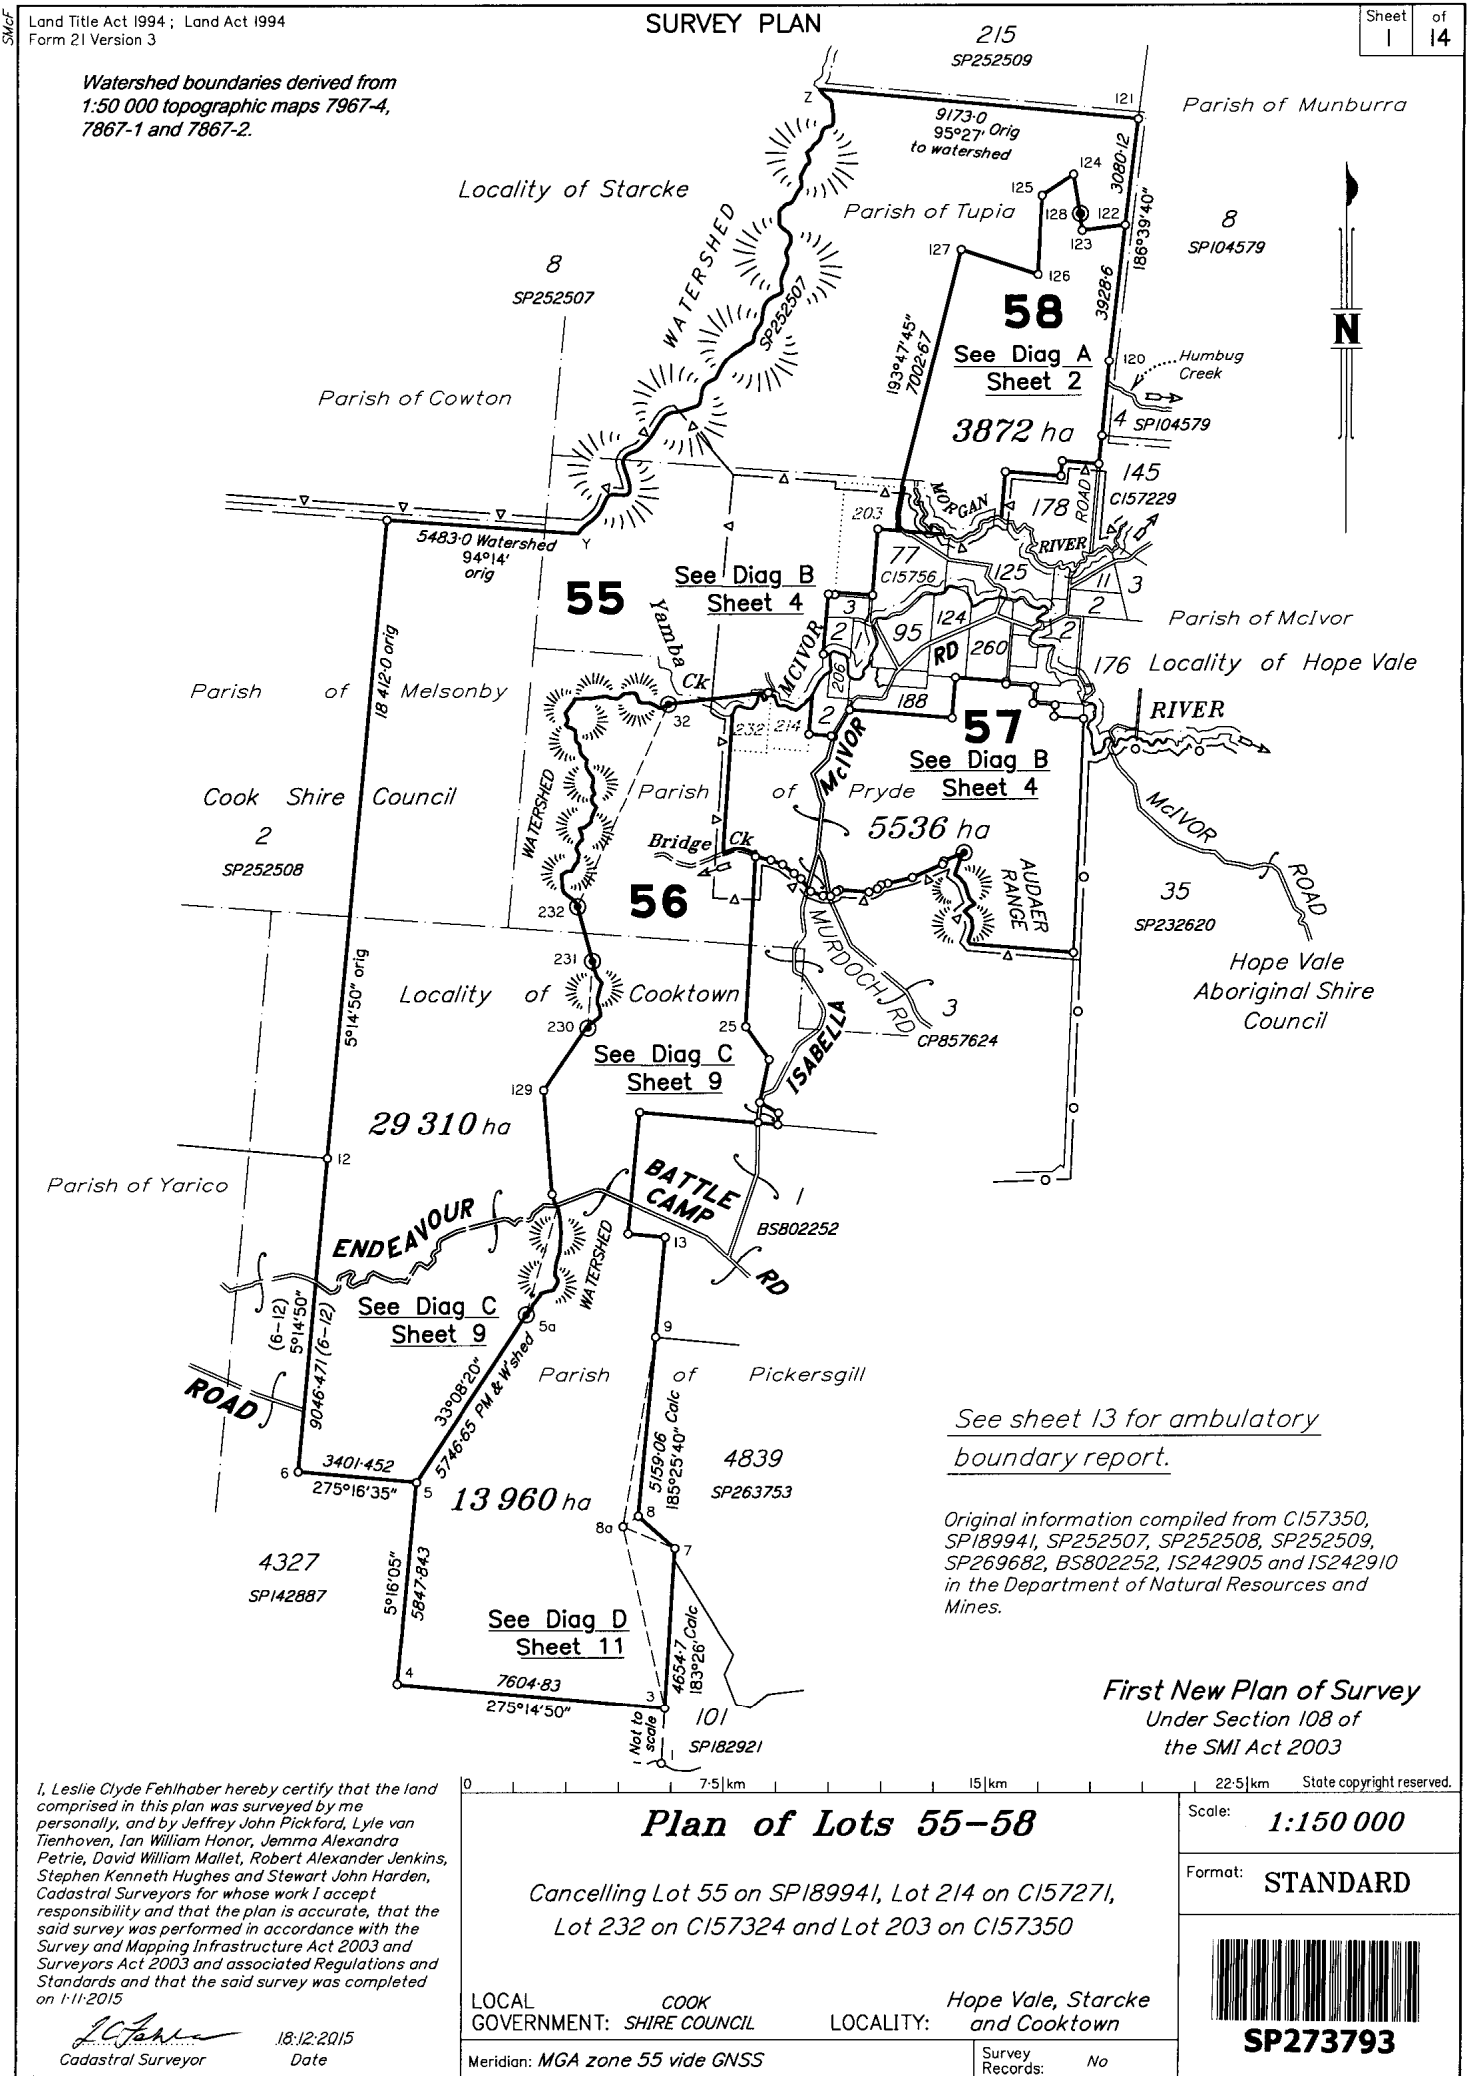 SMcF
Land Title Act 1994 ; Land Act 1994
Form 21 Version 3
SURVEY PLAN
Sheet
1
of
14
Watershed boundaries derived from
1:50 000 topographic maps 7967-4,
7867-1 and 7867-2.
215
SP252509
Z
121
9173·0
95°27' Orig
to watershed
Parish of Munburra
3080·12
186°39'40"
124
125
128
122
123
Locality of Starcke
Parish of Tupia
8
SP104579
127
126
8
SP252507
WATERSHED
SP252507
3928·6
58
See Diag A
Sheet 2
193°47'45"
7002·67
120
Humbug
Creek
N
Parish of Cowton
3872 ha
4
SP104579
145
C157229
MORGAN
178
ROAD
RIVER
203
5483·0 Watershed
94°14'
orig
Y
77
C15756
125
11
3
2
55
See Diag B
Sheet 4
3
2
1
95
124
RD
260
2
Parish of McIvor
Yamba
Ck
MCIVOR
206
176
Locality of Hope Vale
18 412·0 orig
Parish of Melsonby
32
232
214
2
188
57
RIVER
See Diag B
Sheet 4
McIVOR
WATERSHED
Parish of Pryde
Cook Shire Council
2
SP252508
5536 ha
Bridge Ck
McIVOR
ROAD
AUDAER
RANGE
35
SP232620
56
232
MURDOCH RD
231
Hope Vale
Aboriginal Shire
Council
5°14'50" orig
Locality of Cooktown
230
25
3
CP857624
ISABELLA
See Diag C
Sheet 9
129
29 310 ha
12
Parish of Yarico
BATTLE
CAMP
RD
1
BS802252
ENDEAVOUR
WATERSHED
13
(6-12)
5°14'50"
9046·471 (6-12)
See Diag C
Sheet 9
5a
9
ROAD
33°08'20"
5746·65 PM & W'shed
Parish of Pickersgill
5159·06
185°25'40" Calc
See sheet 13 for ambulatory
boundary report.
6
3401·452
275°16'35"
5
4839
SP263753
13 960 ha
8
8a
7
Original information compiled from C157350,
SP189941, SP252507, SP252508, SP252509,
SP269682, BS802252, IS242905 and IS242910
in the Department of Natural Resources and
Mines.
4327
SP142887
5°16'05"
5847·843
See Diag D
Sheet 11
4654·7
183°26' Calc
4
7604·83
275°14'50"
3
101
SP182921
Not to
scale
1
First New Plan of Survey
Under Section 108 of
the SMI Act 2003
0
7·5 km
15 km
22·5 km
State copyright reserved.
I, Leslie Clyde Fehlhaber hereby certify that the land
comprised in this plan was surveyed by me
personally, and by Jeffrey John Pickford, Lyle van
Tienhoven, Ian William Honor, Jemma Alexandra
Petrie, David William Mallet, Robert Alexander Jenkins,
Stephen Kenneth Hughes and Stewart John Harden,
Cadastral Surveyors for whose work I accept
responsibility and that the plan is accurate, that the
said survey was performed in accordance with the
Survey and Mapping Infrastructure Act 2003 and
Surveyors Act 2003 and associated Regulations and
Standards and that the said survey was completed
on 1·11·2015
18·12·2015
Cadastral Surveyor
Date
Plan of Lots 55-58
Cancelling Lot 55 on SP189941, Lot 214 on C157271,
Lot 232 on C157324 and Lot 203 on C157350
LOCAL
GOVERNMENT:
COOK
SHIRE COUNCIL
LOCALITY:
Hope Vale, Starcke
and Cooktown
Meridian: MGA zone 55 vide GNSS
Survey
Records:
No
Scale:
1:150 000
Format:
STANDARD
SP273793